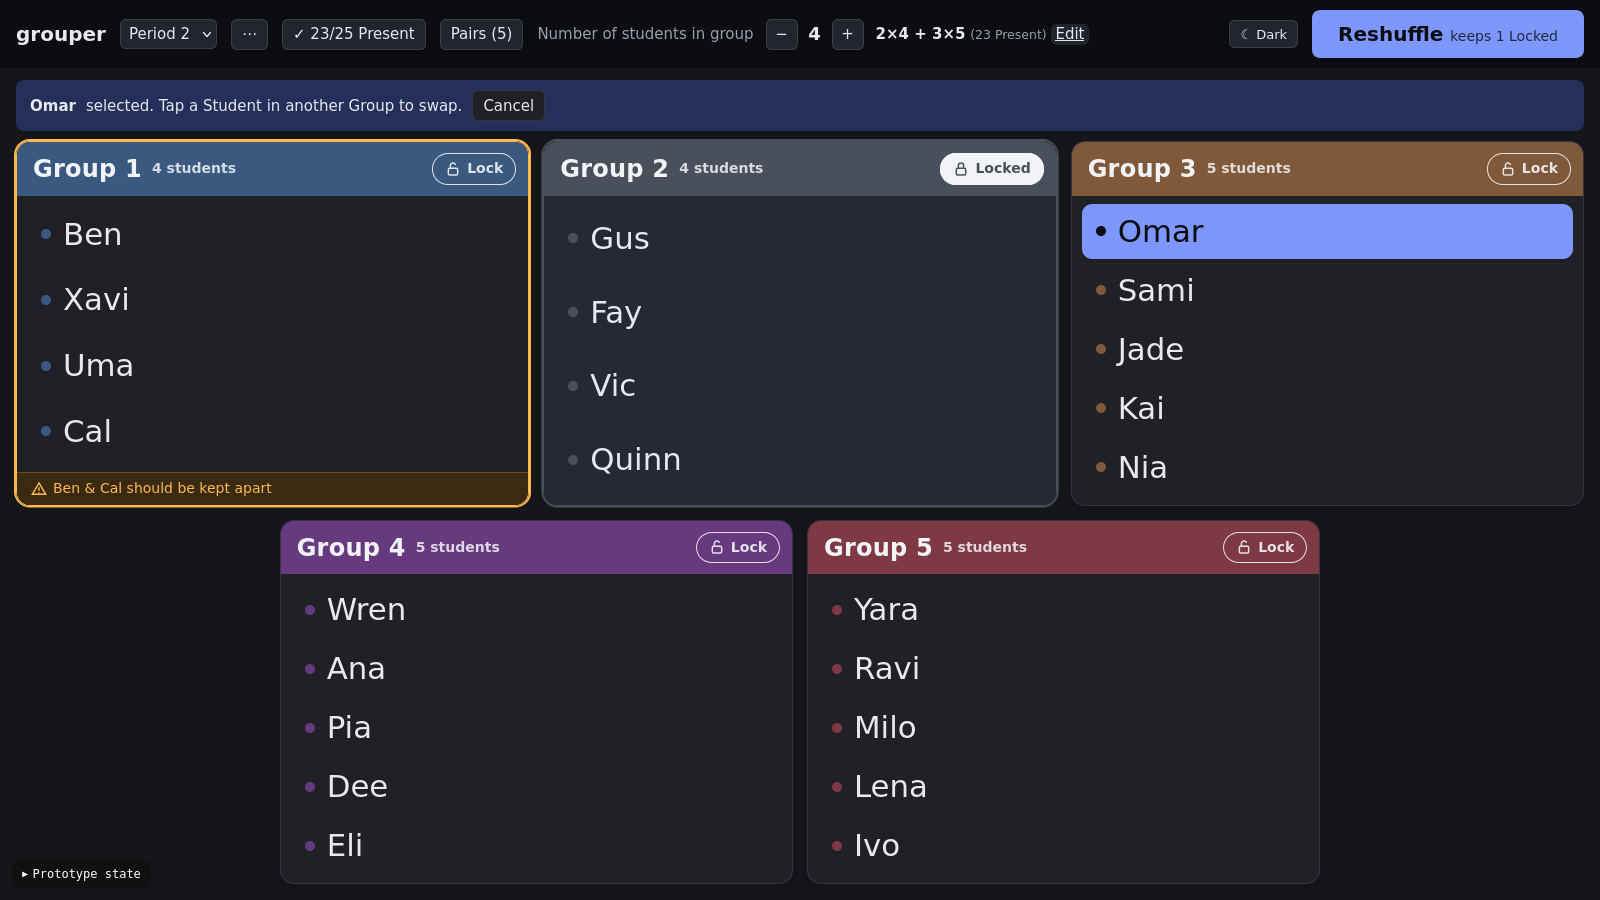 grouper Period 2 ··· ✓ 23/25 Present Pairs (5) Number of students in group − 4 + 2×4 + 3×5 (23 Present) Edit ☾ Dark Reshuffle keeps 1 Locked
Omar selected. Tap a Student in another Group to swap. Cancel
Group 1 4 students Lock
Ben
Xavi
Uma
Cal
Ben & Cal should be kept apart
Group 2 4 students Locked
Gus
Fay
Vic
Quinn
Group 3 5 students Lock
Omar
Sami
Jade
Kai
Nia
Group 4 5 students Lock
Wren
Ana
Pia
Dee
Eli
Group 5 5 students Lock
Yara
Ravi
Milo
Lena
Ivo
▸ Prototype state